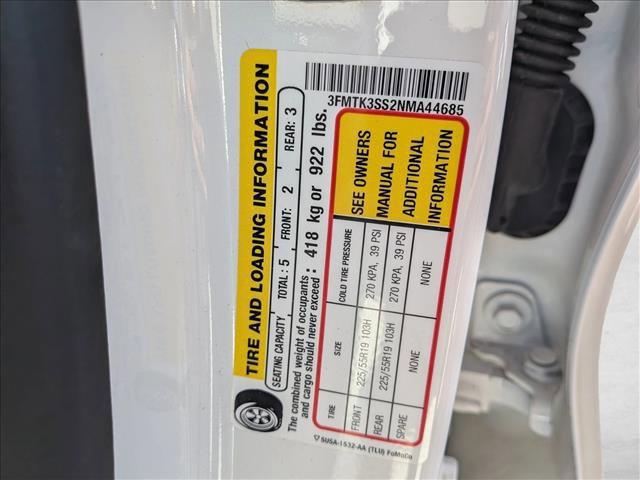 3FMTK3SS2NMA44685
TIRE AND LOADING INFORMATION
SEATING CAPACITY TOTAL: 5 FRONT: 2 REAR: 3
The combined weight of occupants and cargo should never exceed: 418 kg or 922 lbs.
TIRE SIZE COLD TIRE PRESSURE
FRONT 225/55R19 103H 270 KPA, 39 PSI
REAR 225/55R19 103H 270 KPA, 39 PSI
SPARE NONE NONE
SEE OWNERS
MANUAL FOR
ADDITIONAL
INFORMATION
5USA-1532-AA (TLU) FoMoCo